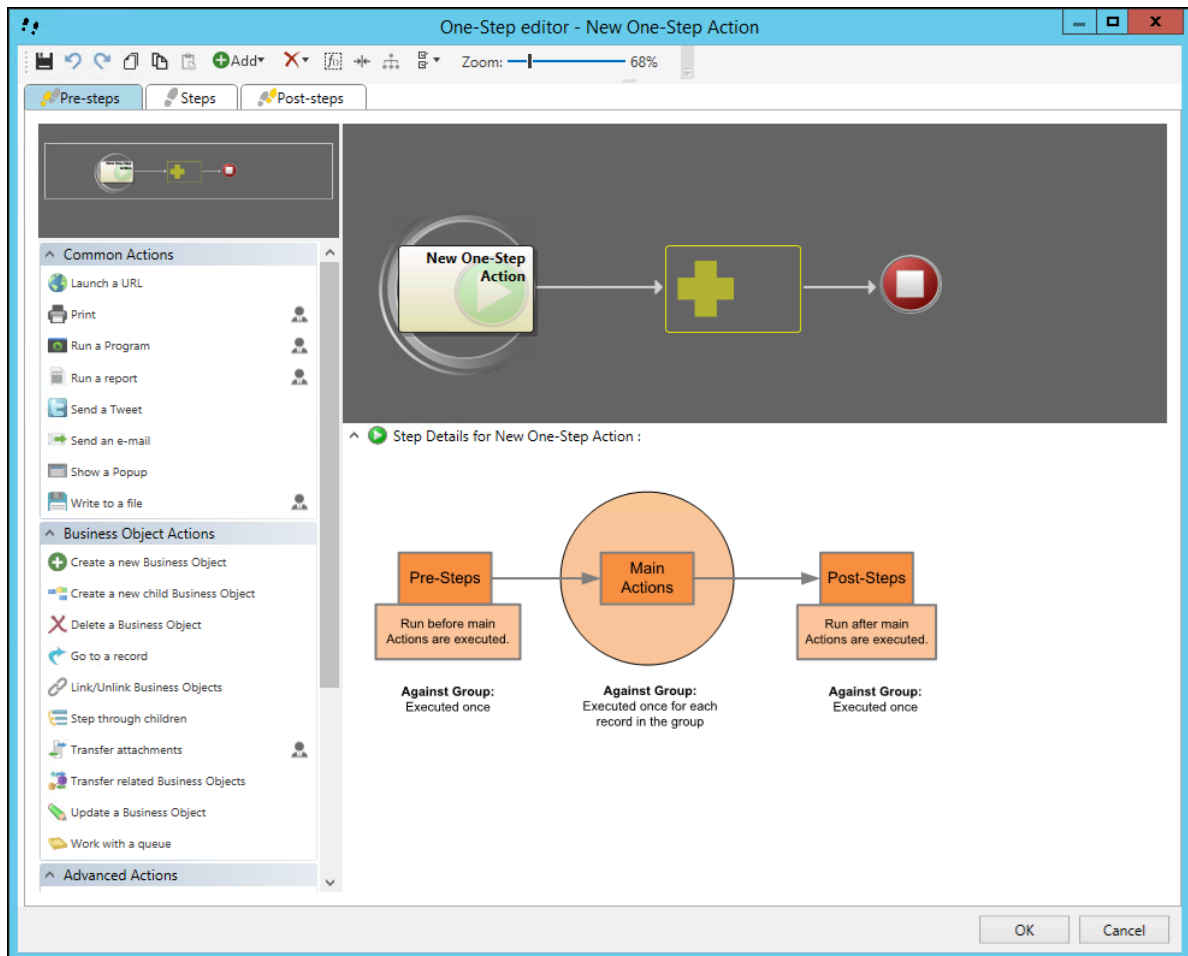 One-Step editor - New One-Step Action
Add
Zoom:
68%
Pre-steps
Steps
Post-steps
New One-Step
Action
Common Actions
Launch a URL
Print
Run a Program
Run a report
Send a Tweet
Send an e-mail
Show a Popup
Write to a file
Business Object Actions
Create a new Business Object
Create a new child Business Object
Delete a Business Object
Go to a record
Link/Unlink Business Objects
Step through children
Transfer attachments
Transfer related Business Objects
Update a Business Object
Work with a queue
Advanced Actions
New One-Step
Action
Step Details for New One-Step Action :
Pre-Steps
Run before main
Actions are executed.
Against Group:
Executed once
Main
Actions
Against Group:
Executed once for each
record in the group
Post-Steps
Run after main
Actions are executed.
Against Group:
Executed once
OK
Cancel